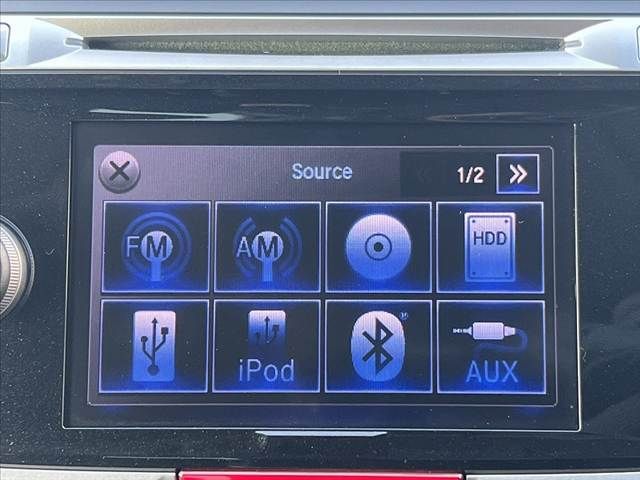 Source
1/2
FM
AM
HDD
iPod
AUX